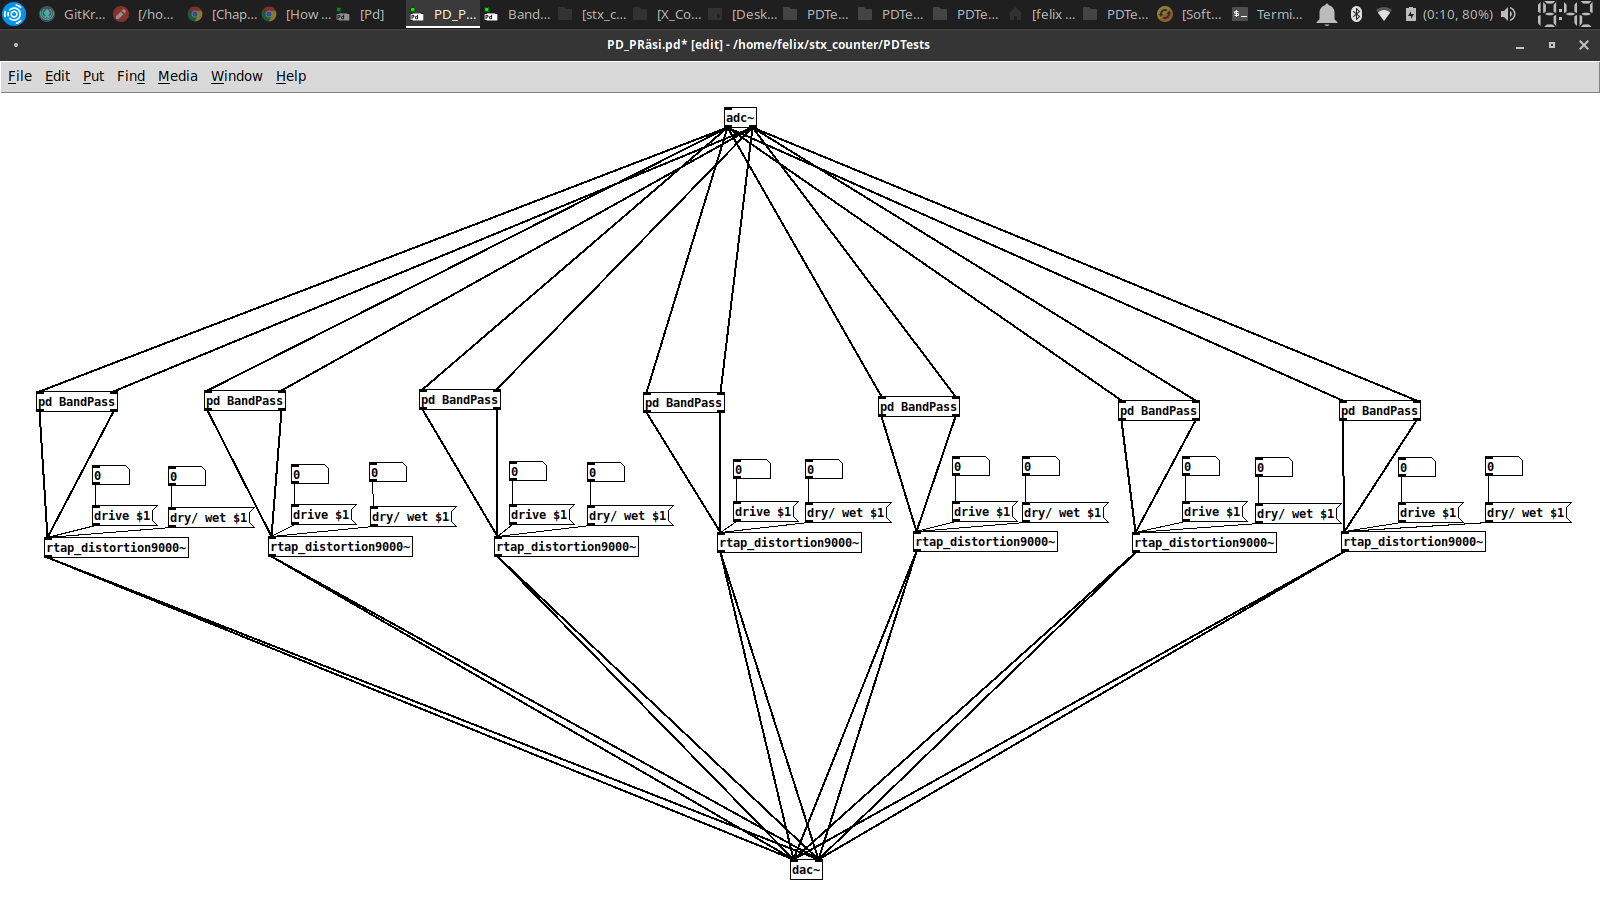 GitKr... [/ho... [Chap... [How ... [Pd] PD_P... Band... [stx_c... [X_Co... [Desk... PDTe... PDTe... PDTe... [felix ... PDTe... [Soft... Termi... (0:10, 80%) 19:42
PD_PRäsi.pd* [edit] - /home/felix/stx_counter/PDTests
File Edit Put Find Media Window Help
adc~
pd BandPass pd BandPass pd BandPass pd BandPass pd BandPass pd BandPass pd BandPass
0 0 0 0 0 0 0 0 0 0 0 0 0 0
drive $1 dry/ wet $1 drive $1 dry/ wet $1 drive $1 dry/ wet $1 drive $1 dry/ wet $1 drive $1 dry/ wet $1 drive $1 dry/ wet $1 drive $1 dry/ wet $1
rtap_distortion9000~ rtap_distortion9000~ rtap_distortion9000~ rtap_distortion9000~ rtap_distortion9000~ rtap_distortion9000~ rtap_distortion9000~
dac~